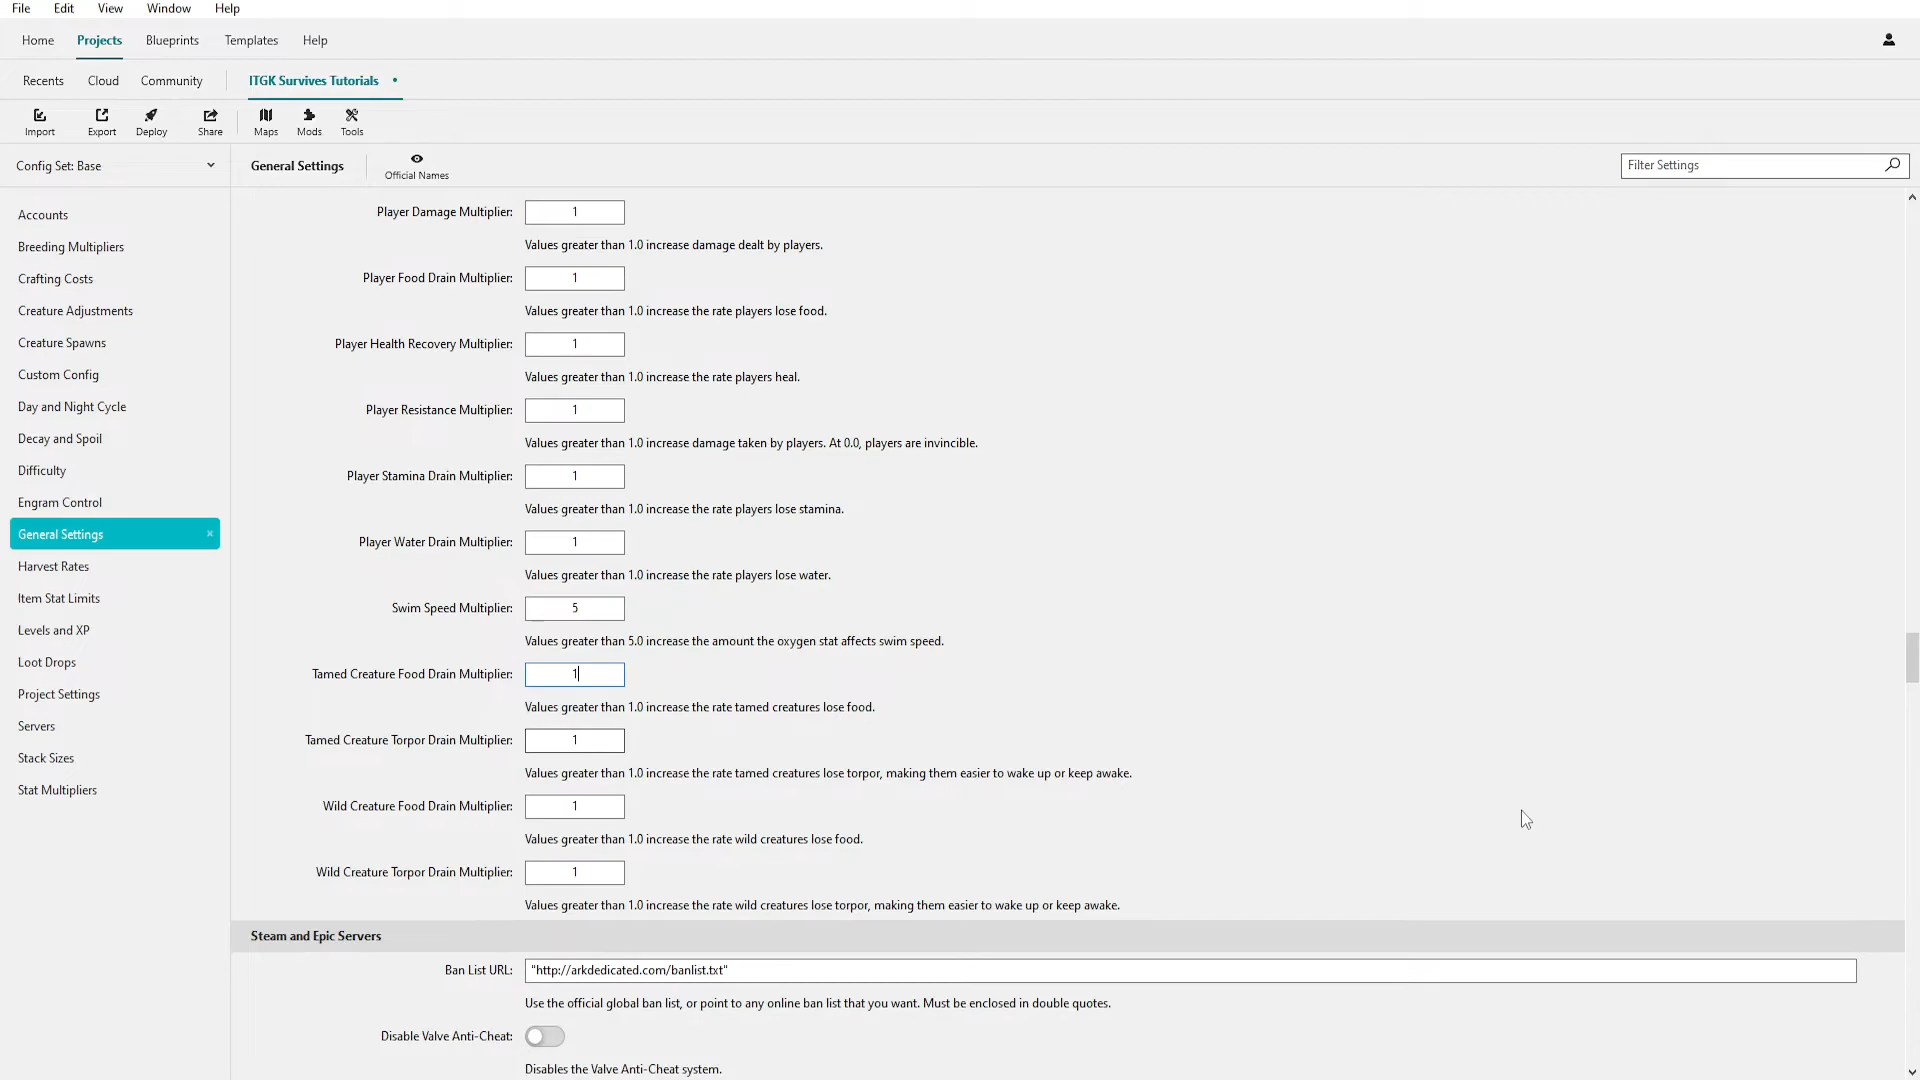 File Edit View Window Help
Home Projects Blueprints Templates Help
Recents Cloud Community ITGK Survives Tutorials •
Import Export Deploy Share Maps Mods Tools
Config Set: Base
General Settings
Official Names
Filter Settings
Accounts
Breeding Multipliers
Crafting Costs
Creature Adjustments
Creature Spawns
Custom Config
Day and Night Cycle
Decay and Spoil
Difficulty
Engram Control
General Settings ×
Harvest Rates
Item Stat Limits
Levels and XP
Loot Drops
Project Settings
Servers
Stack Sizes
Stat Multipliers
Player Damage Multiplier: 1
Values greater than 1.0 increase damage dealt by players.
Player Food Drain Multiplier: 1
Values greater than 1.0 increase the rate players lose food.
Player Health Recovery Multiplier: 1
Values greater than 1.0 increase the rate players heal.
Player Resistance Multiplier: 1
Values greater than 1.0 increase damage taken by players. At 0.0, players are invincible.
Player Stamina Drain Multiplier: 1
Values greater than 1.0 increase the rate players lose stamina.
Player Water Drain Multiplier: 1
Values greater than 1.0 increase the rate players lose water.
Swim Speed Multiplier: 5
Values greater than 5.0 increase the amount the oxygen stat affects swim speed.
Tamed Creature Food Drain Multiplier: 1
Values greater than 1.0 increase the rate tamed creatures lose food.
Tamed Creature Torpor Drain Multiplier: 1
Values greater than 1.0 increase the rate tamed creatures lose torpor, making them easier to wake up or keep awake.
Wild Creature Food Drain Multiplier: 1
Values greater than 1.0 increase the rate wild creatures lose food.
Wild Creature Torpor Drain Multiplier: 1
Values greater than 1.0 increase the rate wild creatures lose torpor, making them easier to wake up or keep awake.
Steam and Epic Servers
Ban List URL: "http://arkdedicated.com/banlist.txt"
Use the official global ban list, or point to any online ban list that you want. Must be enclosed in double quotes.
Disable Valve Anti-Cheat:
Disables the Valve Anti-Cheat system.